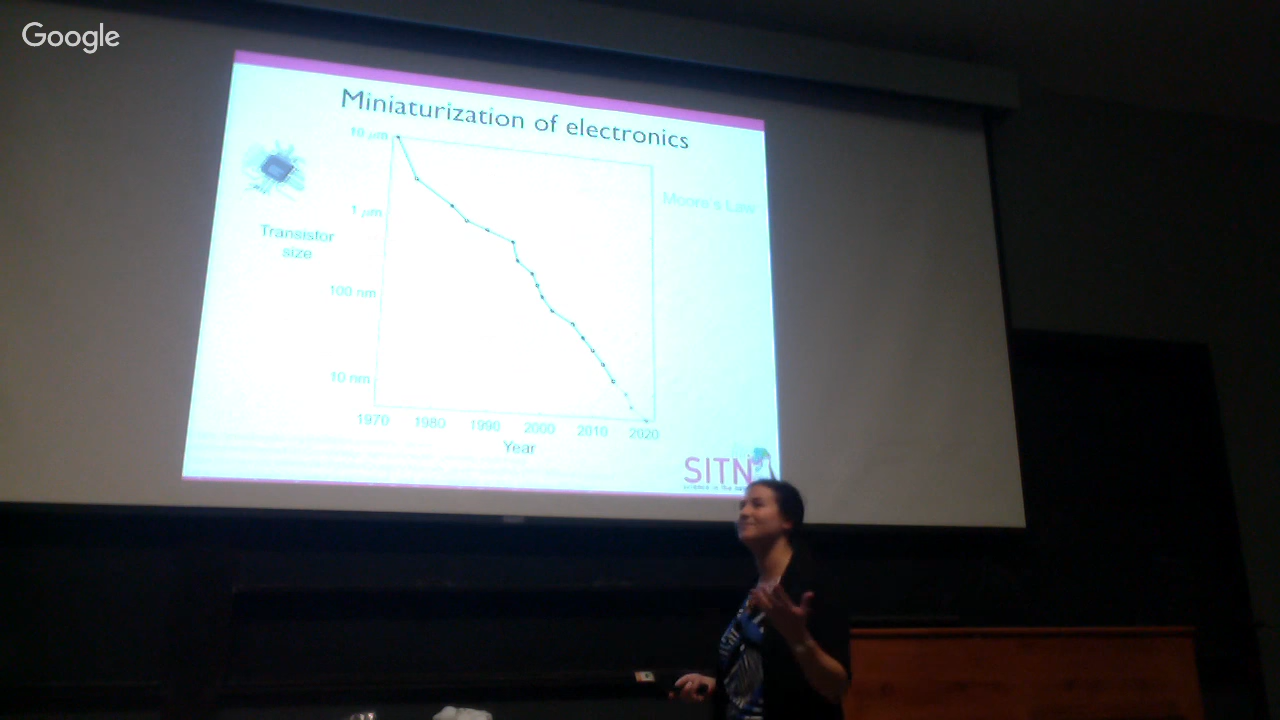 Google
Miniaturization of electronics
10 µm
Moore's Law
1 µm
Transistor
size
100 nm
10 nm
1970 1980 1990 2000 2010 2020
Year
SITN